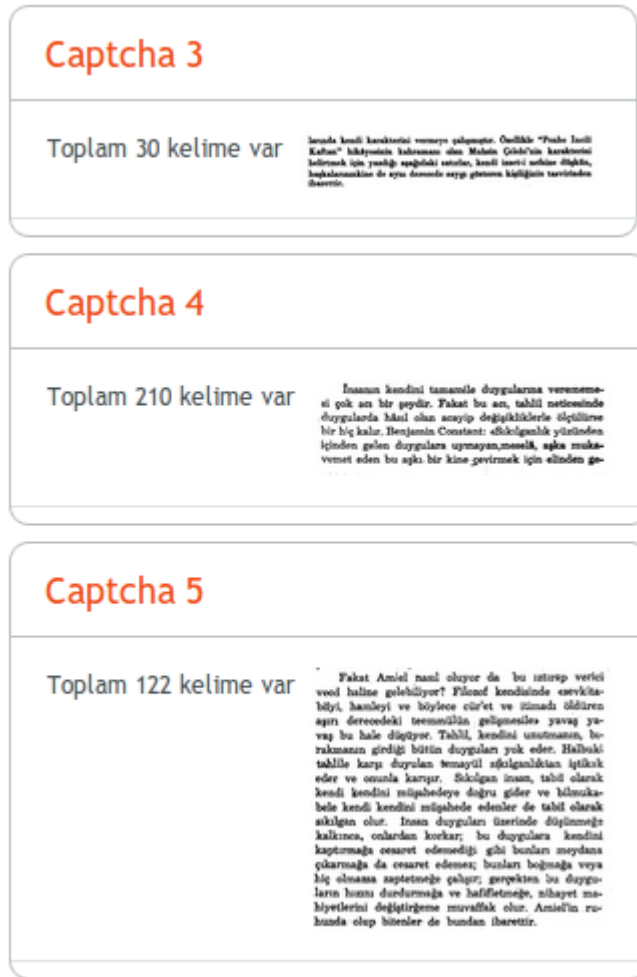 Captcha 3
Toplam 30 kelime var
larında kendi karakterini vermeye çalışmıştır. Özellikle "Pembe İncili
Kaftan" hikâyesinin kahramanı olan Muhsin Çelebi'nin karakterini
belirtmek için yazdığı aşağıdaki satırlar, kendi izzet-i nefsine düşkün,
başkalarınınkine de aynı derecede saygı gösteren kişiliğinin tasvirinden
ibarettir.
Captcha 4
Toplam 210 kelime var
İnsanın kendini tamamile duygularına verememe-
si çok acı bir şeydir. Fakat bu acı, tahlil neticesinde
duygularda hâsıl olan acayip değişikliklerle ölçülürse
bir hiç kalır. Benjamin Constant: «Sıkılganlık yüzünden
içinden gelen duygulara uymayan,meselâ, aşka muka-
vemet eden bu aşkı bir kine çevirmek için elinden ge-
Captcha 5
Toplam 122 kelime var
Fakat Amiel nasıl oluyor da bu ıstırap verici
vecd haline gelebiliyor? Filozof kendisinde «sevkıta-
biîyi, hamleyi ve böylece cür'et ve itimadı öldüren
aşırı derecedeki teemmülün gelişmesile» yavaş ya-
vaş bu hale düşüyor. Tahlil, kendini unutmanın, bı-
rakmanın girdiği bütün duyguları yok eder. Halbuki
tahlile karşı duyulan temayül sıkılganlıktan iştikak
eder ve onunla karışır. Sıkılgan insan, tabiî olarak
kendi kendini müşahedeye doğru gider ve bilmuka-
bele kendi kendini müşahede edenler de tabiî olarak
sıkılgan olur. İnsan duyguları üzerinde düşünmeğe
kalkınca, onlardan korkar; bu duygulara kendini
kaptırmağa cesaret edemediği gibi bunları meydana
çıkarmağa da cesaret edemez; bunları boğmağa veya
hiç olmazsa zaptetmeğe çalışır; gerçekten bu duygu-
ların hızını durdurmağa ve hafifletmeğe, nihayet ma-
hiyetlerini değiştirmeğe muvaffak olur. Amiel'in ru-
hunda olup bitenler de bundan ibarettir.